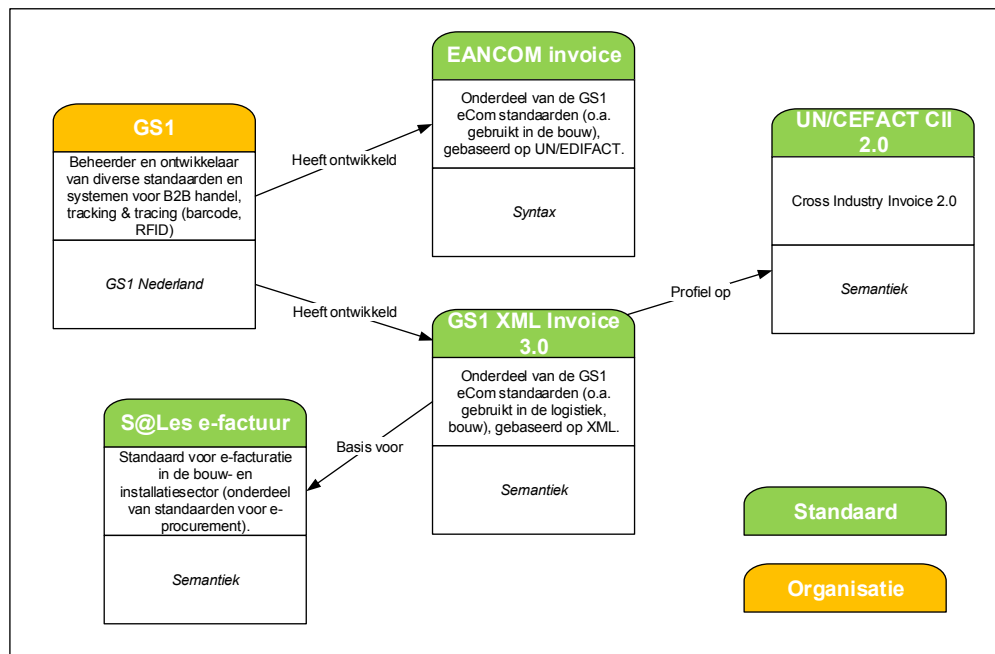 EANCOM invoice
Onderdeel van de GS1
eCom standaarden (o.a.
gebruikt in de bouw),
gebaseerd op UN/EDIFACT.
Syntax
GS1
Beheerder en ontwikkelaar
van diverse standaarden en
systemen voor B2B handel,
tracking & tracing (barcode,
RFID)
GS1 Nederland
Heeft ontwikkeld
Heeft ontwikkeld
UN/CEFACT CII
2.0
Cross Industry Invoice 2.0
Semantiek
Profiel op
GS1 XML Invoice
3.0
Onderdeel van de GS1
eCom standaarden (o.a.
gebruikt in de logistiek,
bouw), gebaseerd op XML.
Semantiek
Basis voor
S@Les e-factuur
Standaard voor e-facturatie
in de bouw- en
installatiesector (onderdeel
van standaarden voor e-
procurement).
Semantiek
Standaard
Organisatie